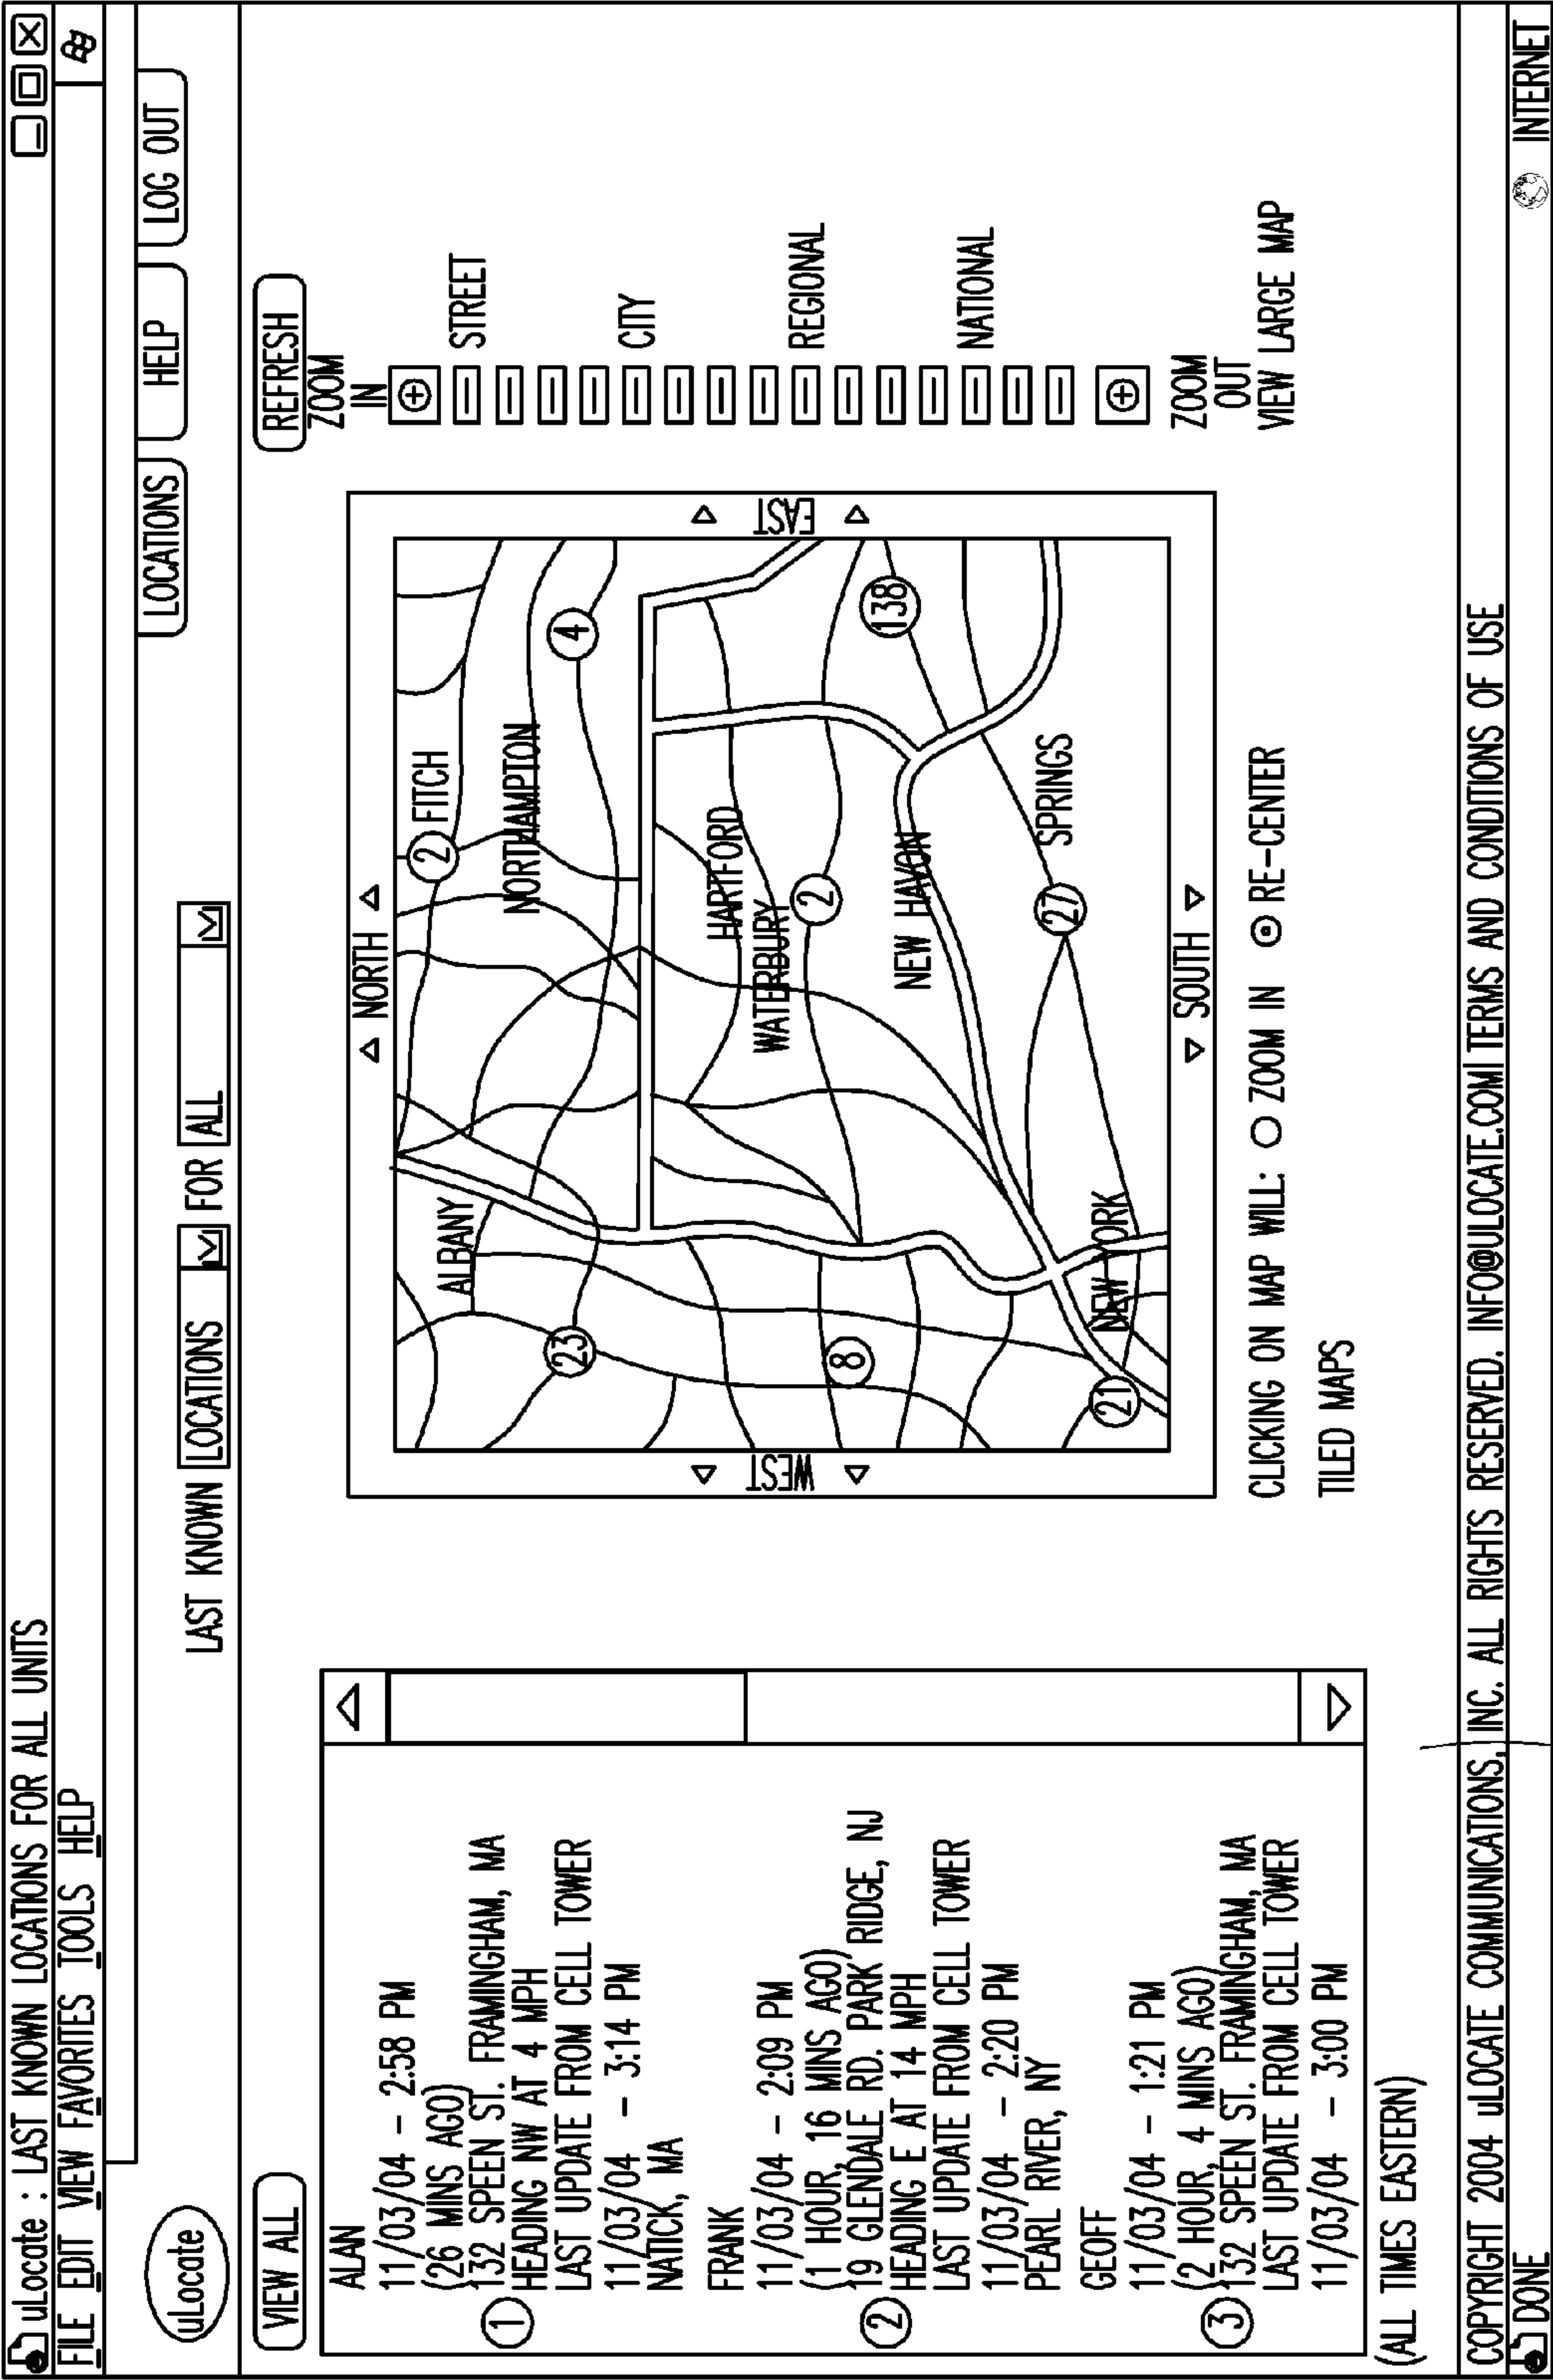 uLocate : LAST KNOWN LOCATIONS FOR ALL UNITS
FILE EDIT VIEW FAVORITES TOOLS HELP
uLocate
LOCATIONS
HELP
LOG OUT
LAST KNOWN LOCATIONS FOR ALL
VIEW ALL
ALAN
11/03/04 - 2:58 PM
(26 MINS AGO)
1
132 SPEEN ST. FRAMINGHAM, MA
HEADING NW AT 4 MPH
LAST UPDATE FROM CELL TOWER
11/03/04 - 3:14 PM
NATICK, MA
FRANK
11/03/04 - 2:09 PM
(1 HOUR, 16 MINS AGO)
2
19 GLENDALE RD. PARK RIDGE, NJ
HEADING E AT 14 MPH
LAST UPDATE FROM CELL TOWER
11/03/04 - 2:20 PM
PEARL RIVER, NY
GEOFF
11/03/04 - 1:21 PM
(2 HOUR, 4 MINS AGO)
3
132 SPEEN ST. FRAMINGHAM, MA
LAST UPDATE FROM CELL TOWER
11/03/04 - 3:00 PM
(ALL TIMES EASTERN)
NORTH
WEST
EAST
SOUTH
2
FITCH
ALBANY
NORTHAMPTON
23
4
HARTFORD
WATERBURY
2
8
138
NEW HAVON
27
SPRINGS
21
NEW YORK
CLICKING ON MAP WILL: ZOOM IN RE-CENTER
TILED MAPS
REFRESH
ZOOM
IN
STREET
CITY
REGIONAL
NATIONAL
ZOOM
OUT
VIEW LARGE MAP
COPYRIGHT 2004 uLOCATE COMMUNICATIONS, INC. ALL RIGHTS RESERVED. INFO@ULOCATE.COM| TERMS AND CONDITIONS OF USE
DONE
INTERNET